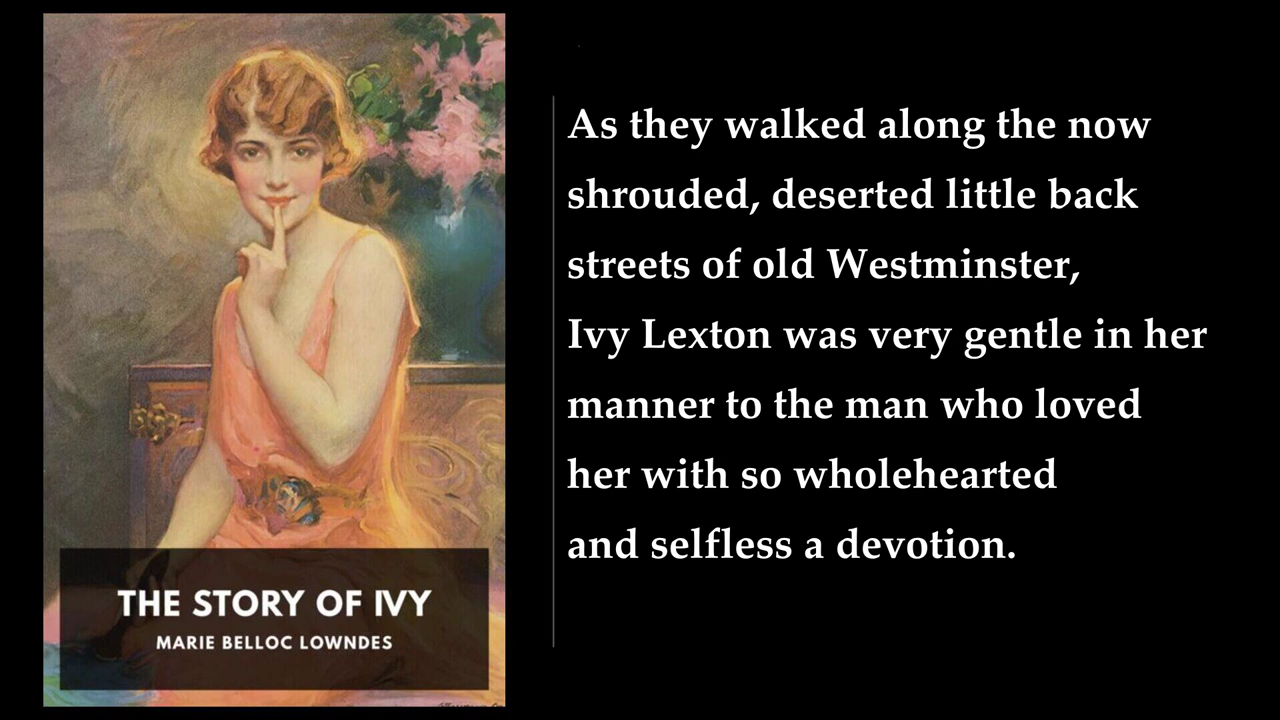 THE STORY OF IVY
MARIE BELLOC LOWNDES
As they walked along the now
shrouded, deserted little back
streets of old Westminster,
Ivy Lexton was very gentle in her
manner to the man who loved
her with so wholehearted
and selfless a devotion.